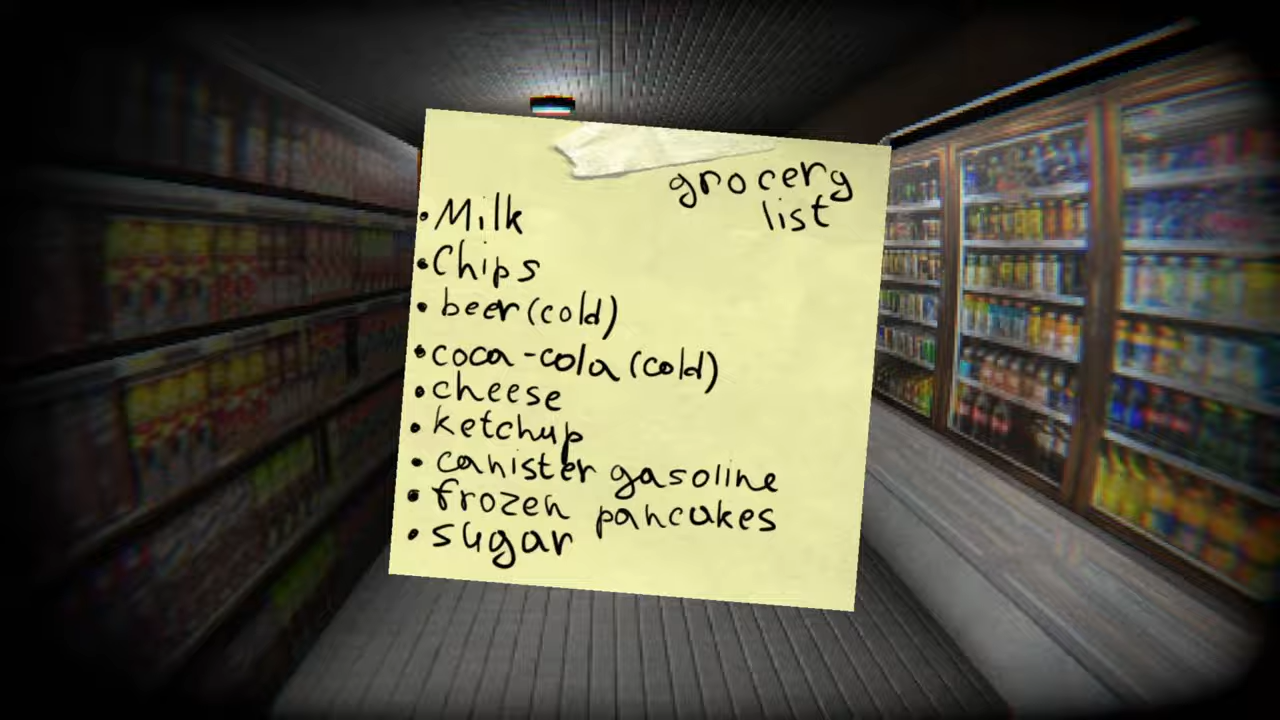 grocery
list
• Milk
• Chips
• beer (cold)
• coca-cola (cold)
• cheese
• ketchup
• canister gasoline
• frozen pancakes
• sugar